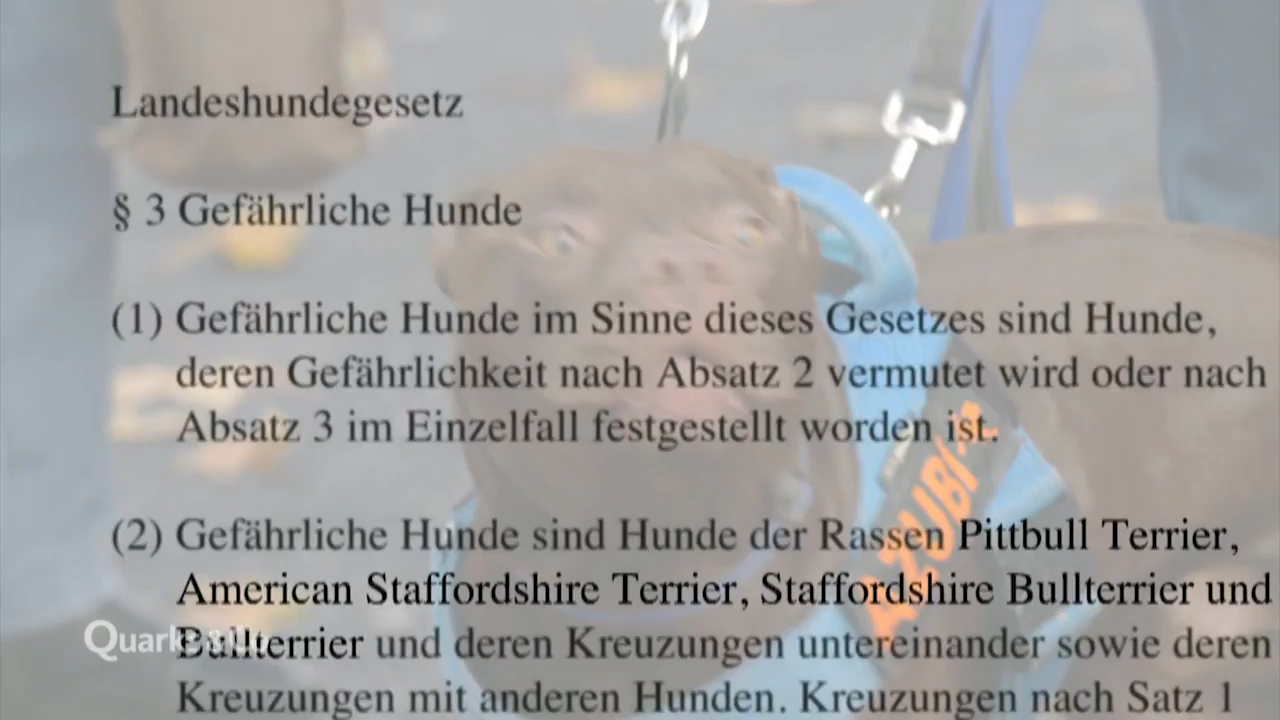 Landeshundegesetz
§ 3 Gefährliche Hunde
(1) Gefährliche Hunde im Sinne dieses Gesetzes sind Hunde,
deren Gefährlichkeit nach Absatz 2 vermutet wird oder nach
Absatz 3 im Einzelfall festgestellt worden ist.
AZUBI
(2) Gefährliche Hunde sind Hunde der Rassen Pittbull Terrier,
American Staffordshire Terrier, Staffordshire Bullterrier und
Bullterrier und deren Kreuzungen untereinander sowie deren
Kreuzungen mit anderen Hunden. Kreuzungen nach Satz 1
Quarks & Co